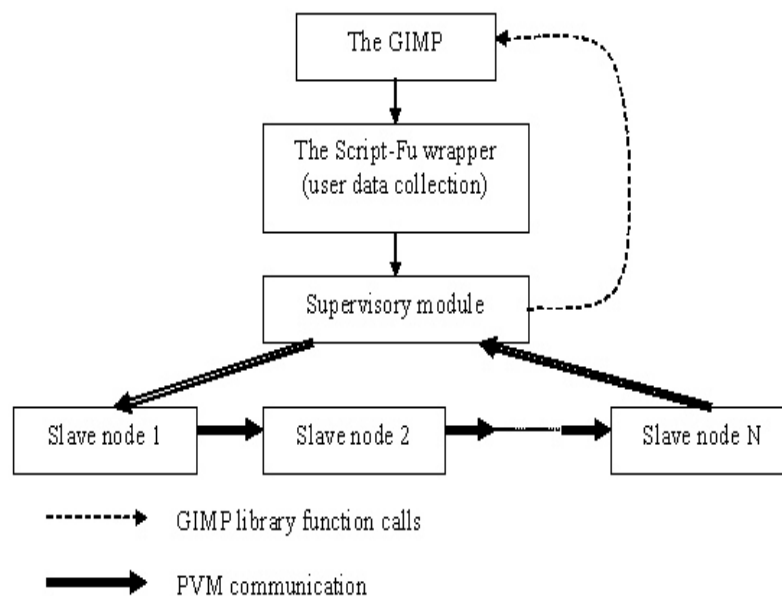 The GIMP
The Script-Fu wrapper
(user data collection)
Supervisory module
Slave node 1
Slave node 2
Slave node N
GIMP library function calls
PVM communication